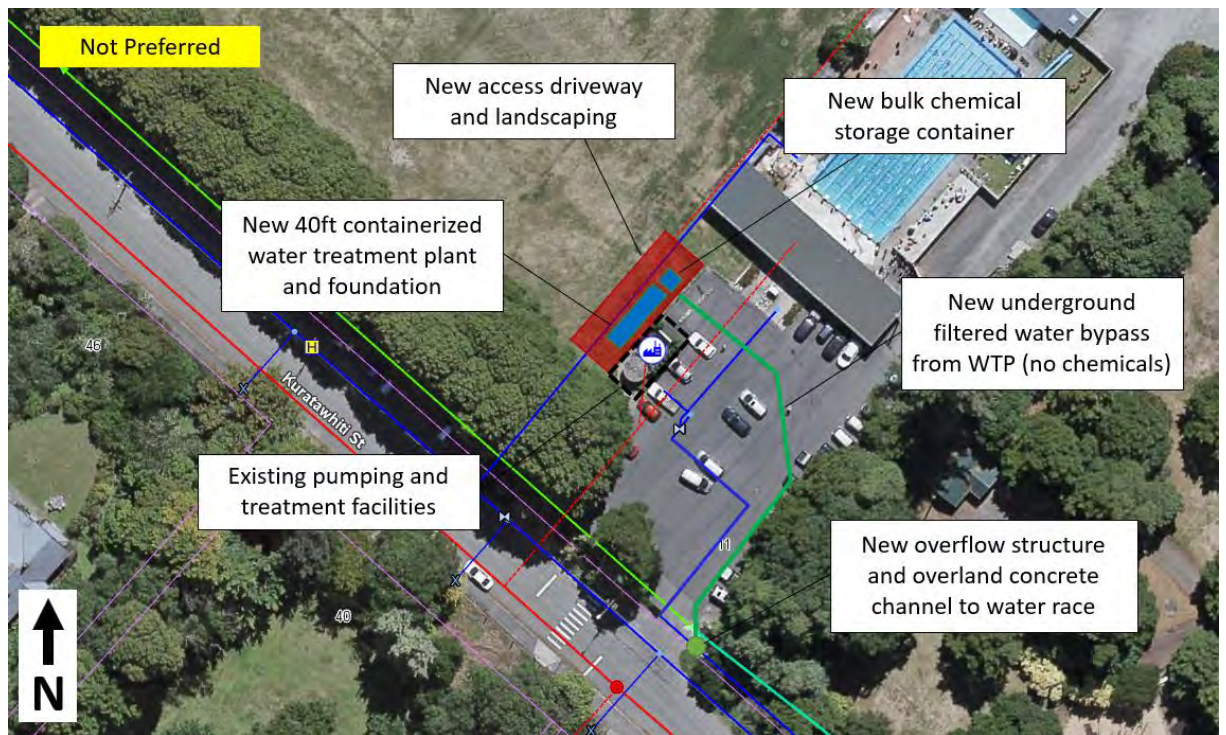 Not Preferred
New access driveway
and landscaping
New bulk chemical
storage container
New 40ft containerized
water treatment plant
and foundation
New underground
filtered water bypass
from WTP (no chemicals)
46
H
X
Kuratawhiti St
Existing pumping and
treatment facilities
11
New overflow structure
and overland concrete
channel to water race
X
40
N
X